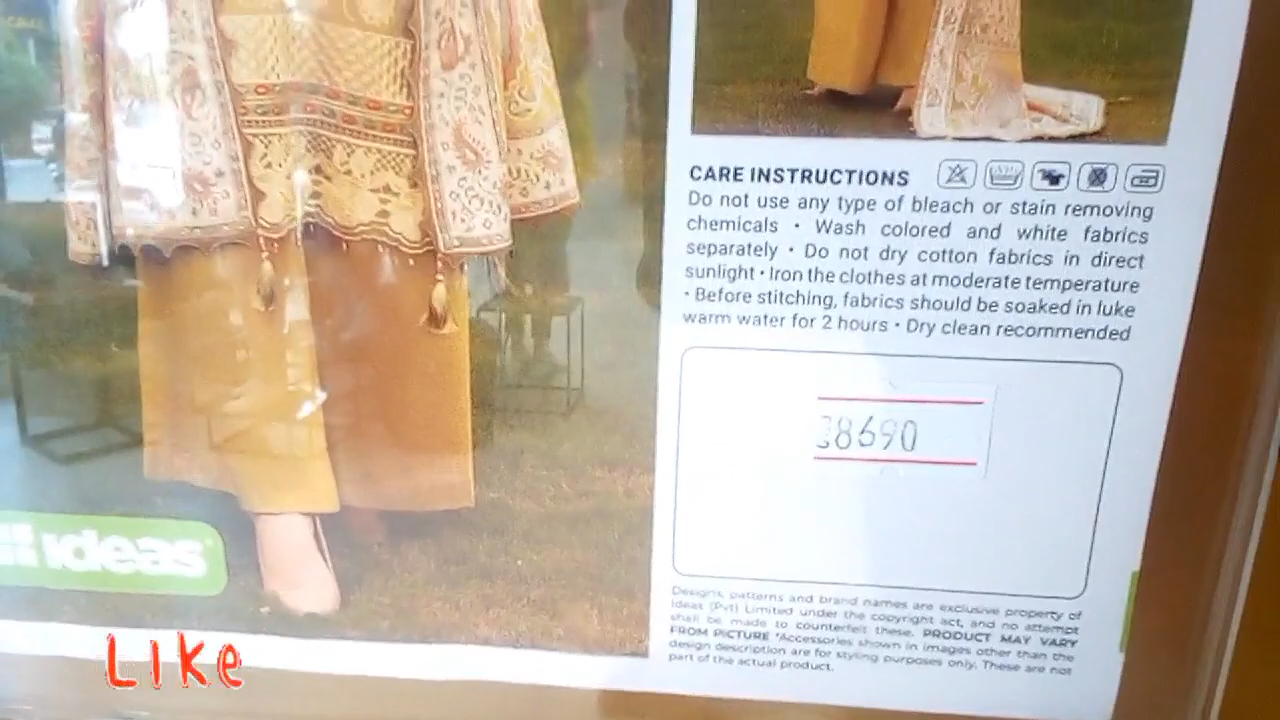 CARE INSTRUCTIONS
Do not use any type of bleach or stain removing
chemicals • Wash colored and white fabrics
separately • Do not dry cotton fabrics in direct
sunlight • Iron the clothes at moderate temperature
• Before stitching, fabrics should be soaked in luke
warm water for 2 hours • Dry clean recommended
8690
Designs, patterns and brand names are exclusive property of
Ideas (Pvt) Limited under the copyright act, and no attempt
shall be made to counterfeit these. PRODUCT MAY VARY
FROM PICTURE *Accessories shown in images other than the
design description are for styling purposes only. These are not
part of the actual product.
ideas
LIKe